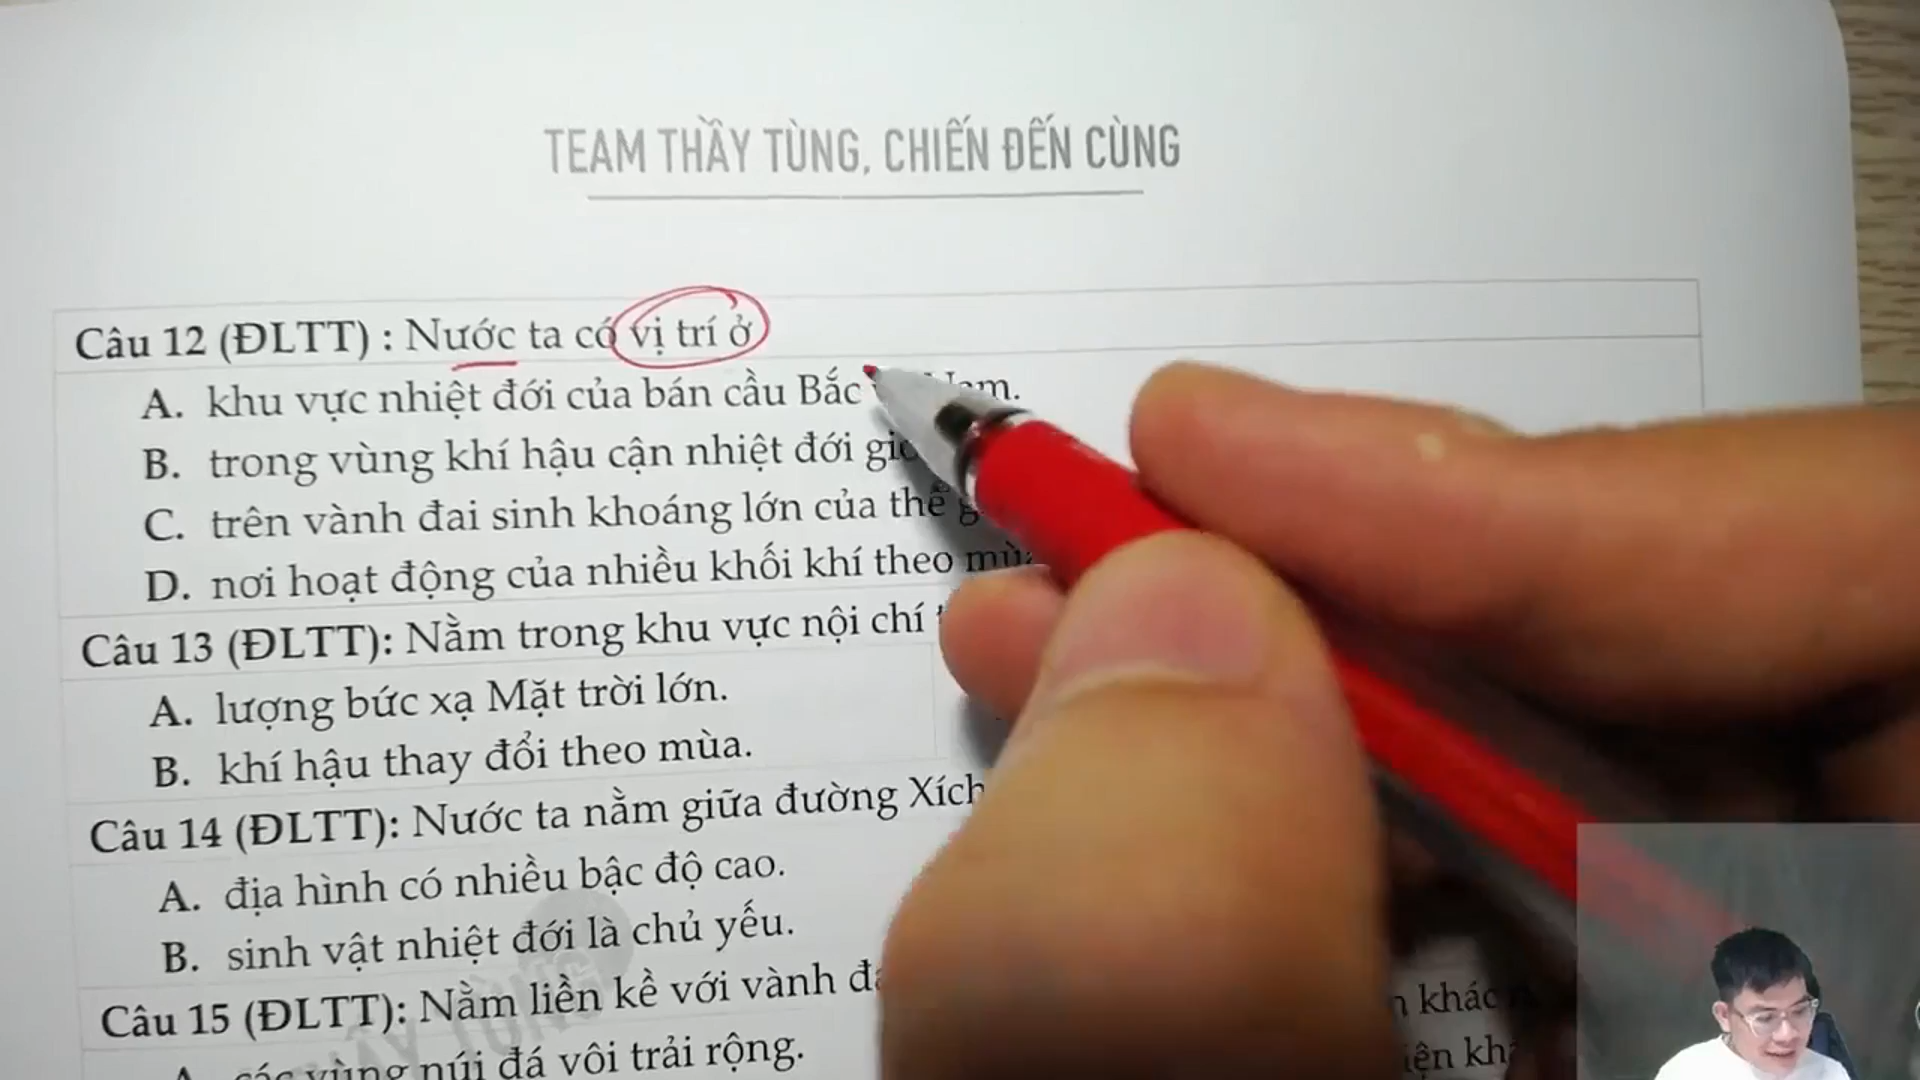 TEAM THẦY TÙNG, CHIẾN ĐẾN CÙNG
Câu 12 (ĐLTT) : Nước ta có vị trí ở
A. khu vực nhiệt đới của bán cầu Bắc
B. trong vùng khí hậu cận nhiệt đới
C. trên vành đai sinh khoáng lớn của thế
D. nơi hoạt động của nhiều khối khí theo
Câu 13 (ĐLTT): Nằm trong khu vực nội chí
A. lượng bức xạ Mặt trời lớn.
B. khí hậu thay đổi theo mùa.
Câu 14 (ĐLTT): Nước ta nằm giữa đường Xích
A. địa hình có nhiều bậc độ cao.
B. sinh vật nhiệt đới là chủ yếu.
Câu 15 (ĐLTT): Nằm liền kề với vành
khác
A. các vùng núi đá vôi trải rộng.
THẦY TÙNG